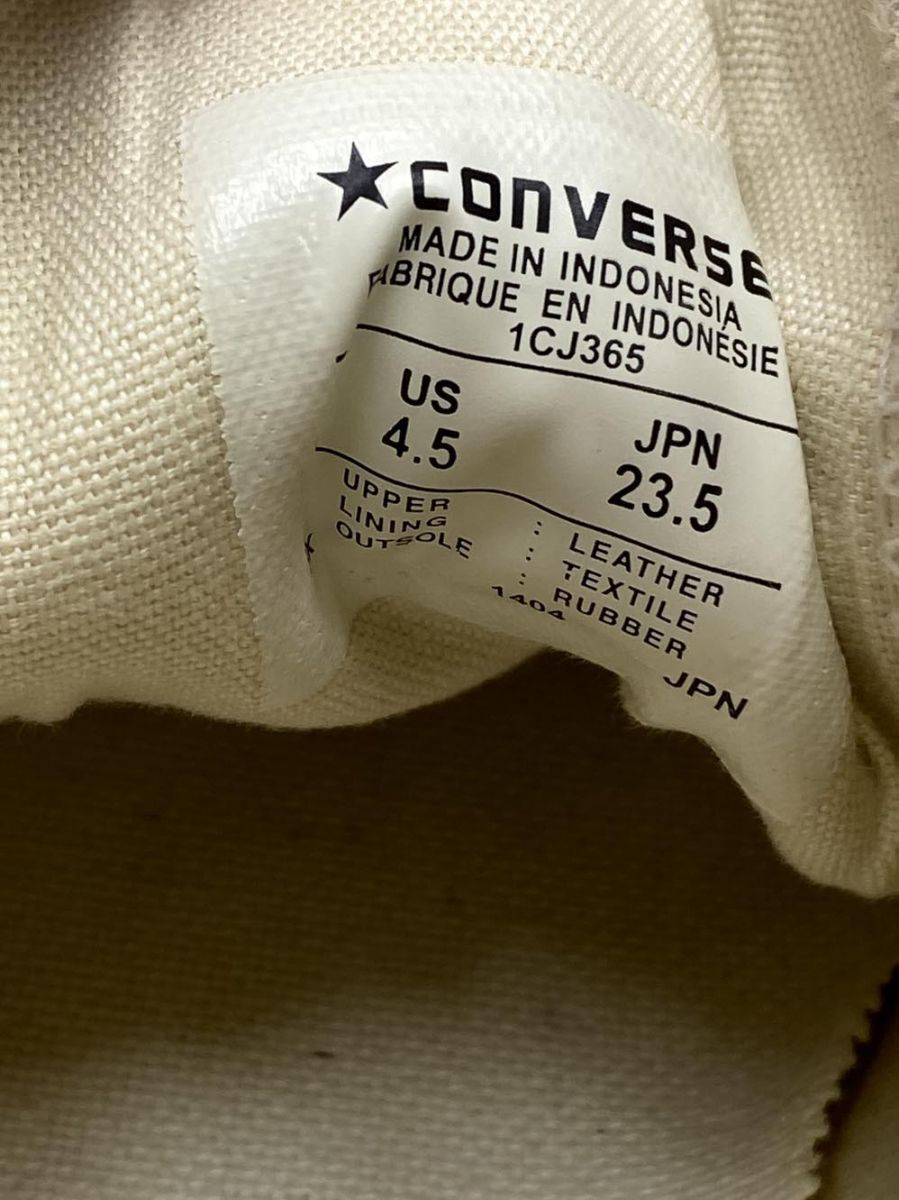 ★CONVERSE
MADE IN INDONESIA
FABRIQUE EN INDONÉSIE
1CJ365
US JPN
4.5 23.5
UPPER : LEATHER
LINING : TEXTILE
OUTSOLE : RUBBER
1404 JPN